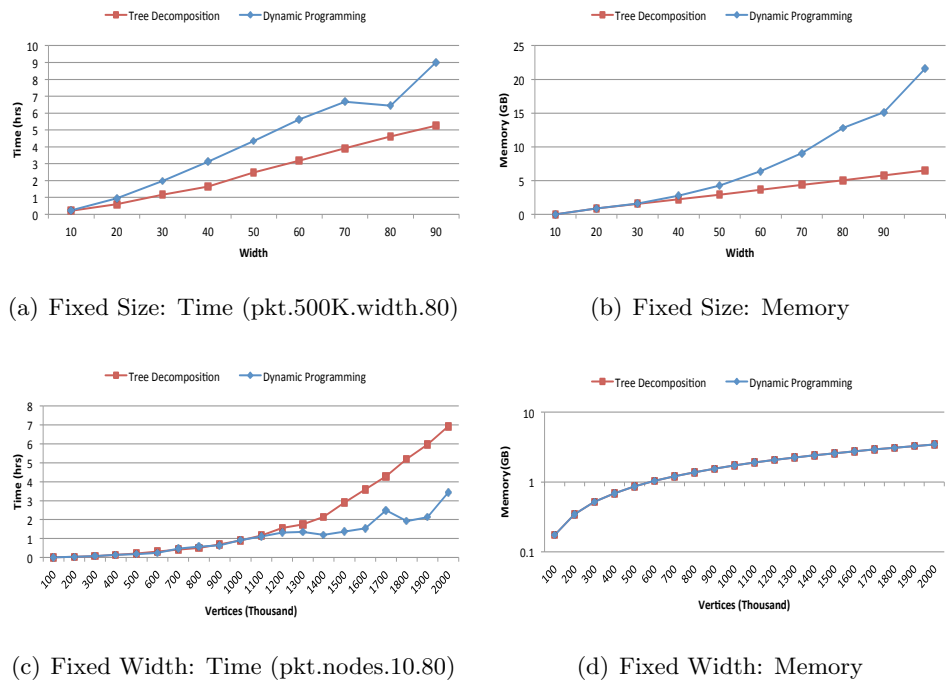 Tree Decomposition Dynamic Programming
10
9
8
7
6
5
4
3
2
1
0
Time (hrs)
10 20 30 40 50 60 70 80 90
Width
Tree Decomposition Dynamic Programming
25
20
15
10
5
0
Memory (GB)
10 20 30 40 50 60 70 80 90
Width
(a) Fixed Size: Time (pkt.500K.width.80)
(b) Fixed Size: Memory
Tree Decomposition Dynamic Programming
8
7
6
5
4
3
2
1
0
Time (hrs)
100 200 300 400 500 600 700 800 900 1000 1100 1200 1300 1400 1500 1600 1700 1800 1900 2000
Vertices (Thousand)
Tree Decomposition Dynamic Programming
10
1
0.1
Memory(GB)
100 200 300 400 500 600 700 800 900 1000 1100 1200 1300 1400 1500 1600 1700 1800 1900 2000
Vertices (Thousand)
(c) Fixed Width: Time (pkt.nodes.10.80)
(d) Fixed Width: Memory